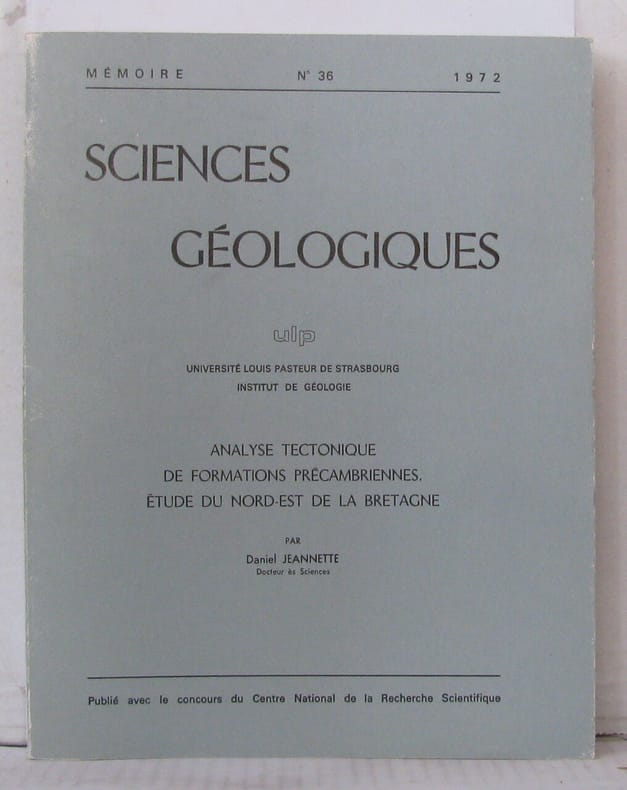 MÉMOIRE N° 36 1972
SCIENCES
GÉOLOGIQUES
ulp
UNIVERSITÉ LOUIS PASTEUR DE STRASBOURG
INSTITUT DE GÉOLOGIE
ANALYSE TECTONIQUE
DE FORMATIONS PRÉCAMBRIENNES.
ÉTUDE DU NORD-EST DE LA BRETAGNE
PAR
Daniel JEANNETTE
Docteur ès Sciences
Publié avec le concours du Centre National de la Recherche Scientifique